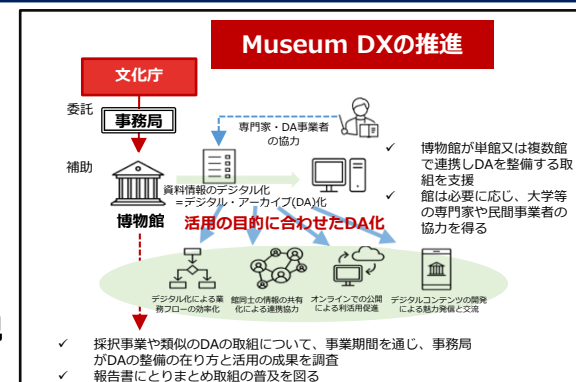 Museum DXの推進
文化庁
委託
事務局
専門家・DA事業者
の協力
補助
資料情報のデジタル化
=デジタル・アーカイブ(DA)化
博物館
活用の目的に合わせたDA化
✓ 博物館が単館又は複数館
で連携しDAを整備する取
組を支援
✓ 館は必要に応じ、大学等
の専門家や民間事業者の
協力を得る
デジタル化による業
務フローの効率化
館同士の情報の共有
化による連携協力
オンラインでの公開
による利活用促進
デジタルコンテンツの開発
による魅力発信と交流
✓ 採択事業や類似のDAの取組について、事業期間を通じ、事務局
がDAの整備の在り方と活用の成果を調査
✓ 報告書にとりまとめ取組の普及を図る